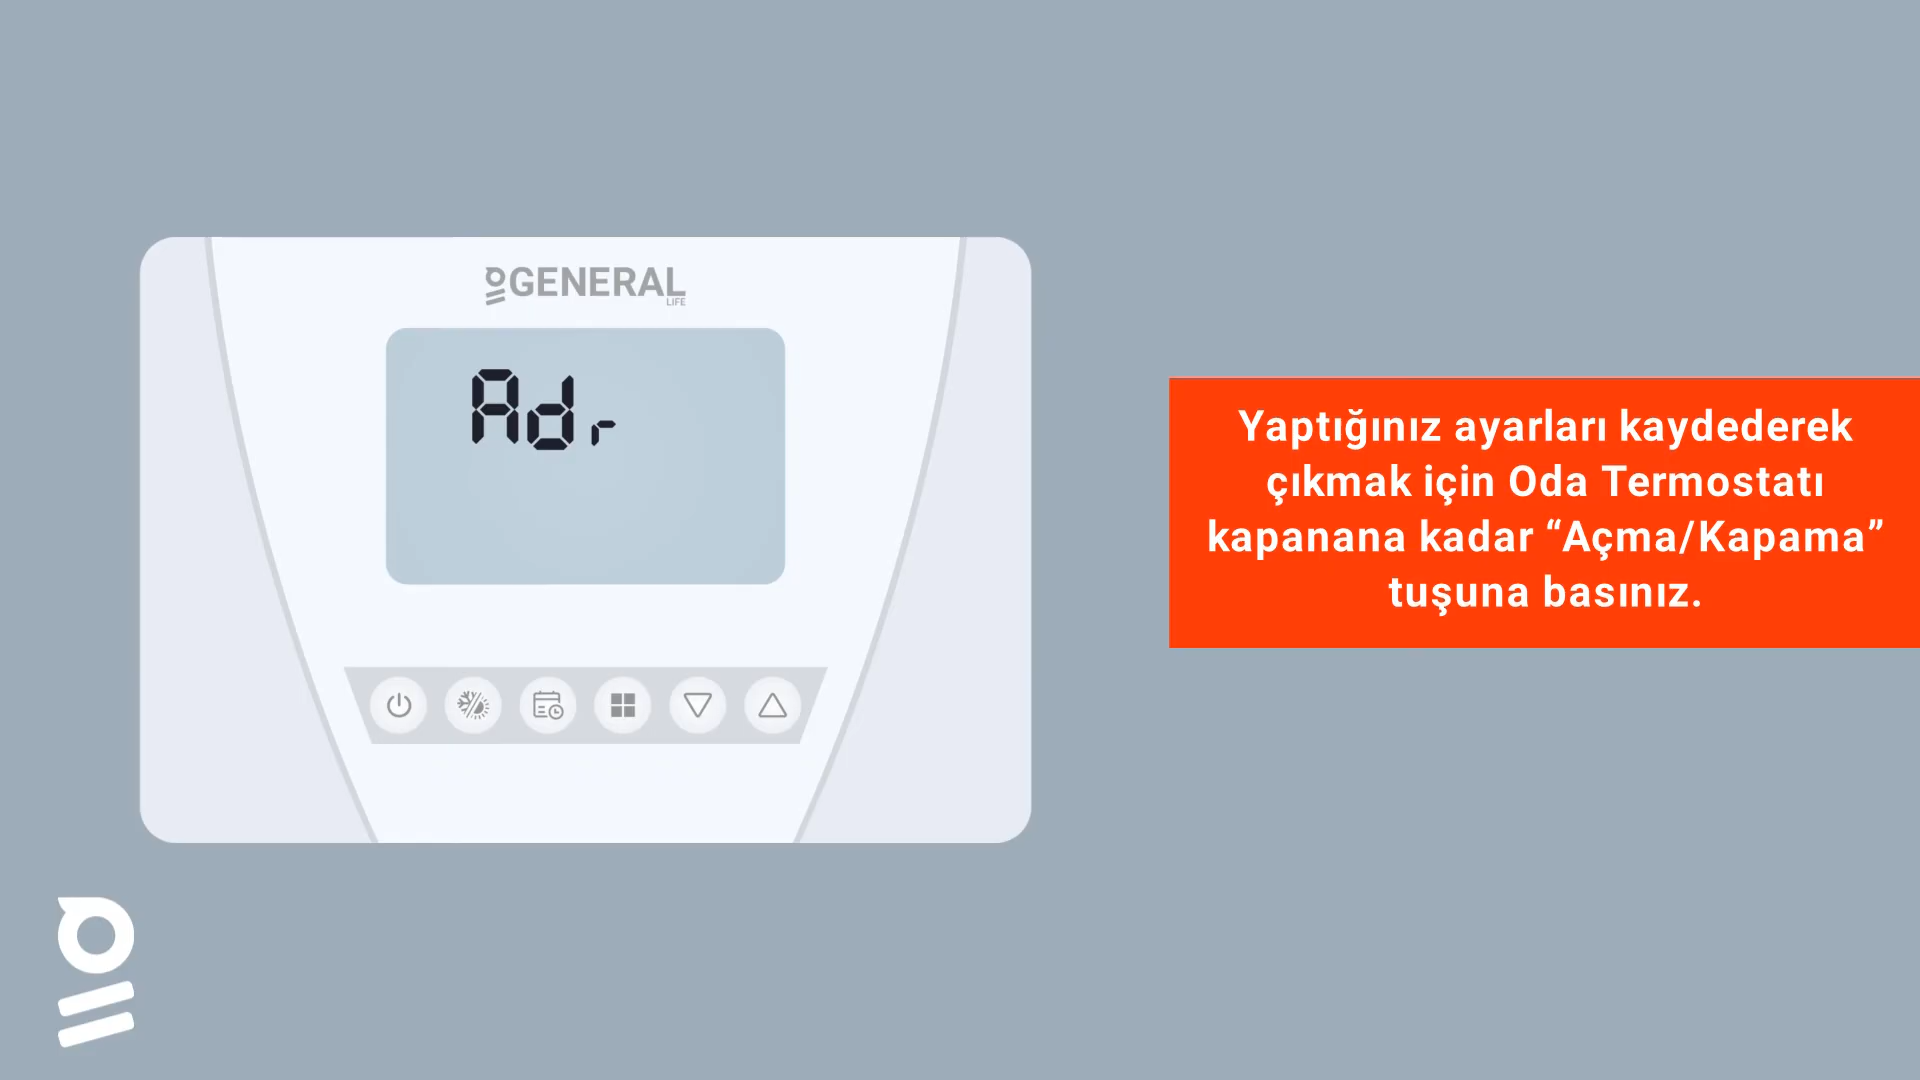 GENERAL
LIFE
Adr
Yaptığınız ayarları kaydederek
çıkmak için Oda Termostatı
kapanana kadar “Açma/Kapama”
tuşuna basınız.